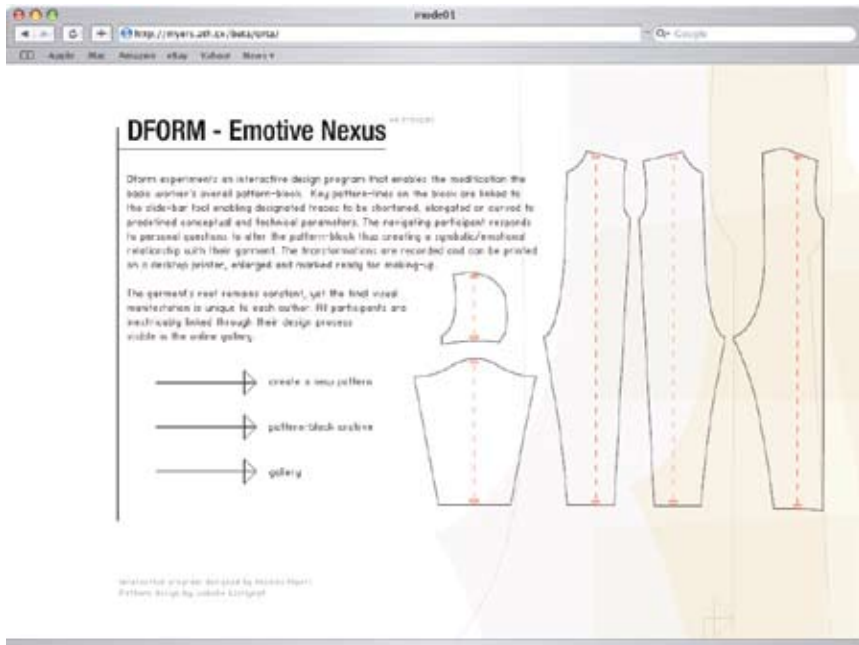 mode01
Google
Apple Mac Amazon eBay Yahoo! News
DFORM - Emotive Nexus
Dform experiments an interactive design program that enables the modification the
basic worker's overall pattern-block. Key pattern-lines on the block are linked to
the slide-bar tool enabling designated traces to be shortened, elongated or curved to
predefined conceptual and technical parameters. The navigating participant responds
to personal questions to alter the pattern-block thus creating a symbolic/emotional
relationship with their garment. The transformations are recorded and can be printed
on a desktop printer, enlarged and marked ready for making-up.
The garment's root remains constant, yet the final visual
manifestation is unique to each author. All participants are
inextricably linked through their design process
visible in the online gallery.
create a new pattern
pattern-block archive
gallery
interactive program designed by
Pattern design by